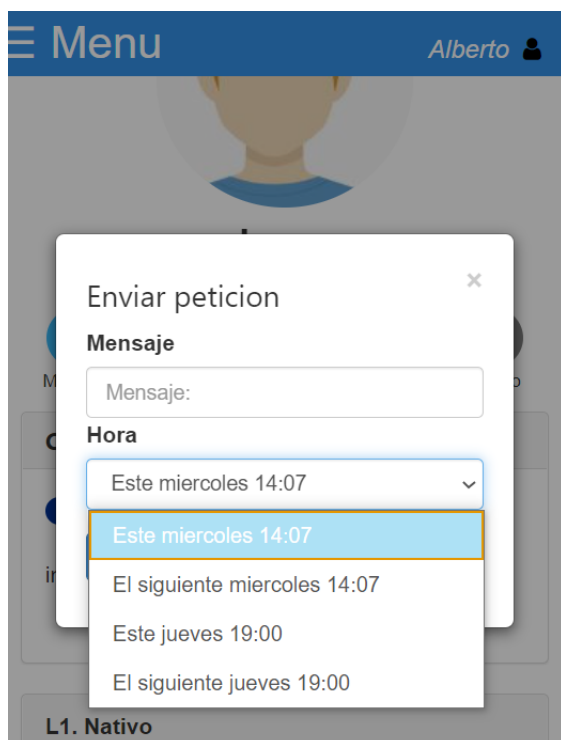 Menu
Alberto
Enviar peticion
×
Mensaje
Mensaje:
Hora
Este miercoles 14:07
Este miercoles 14:07
El siguiente miercoles 14:07
Este jueves 19:00
El siguiente jueves 19:00
L1. Nativo